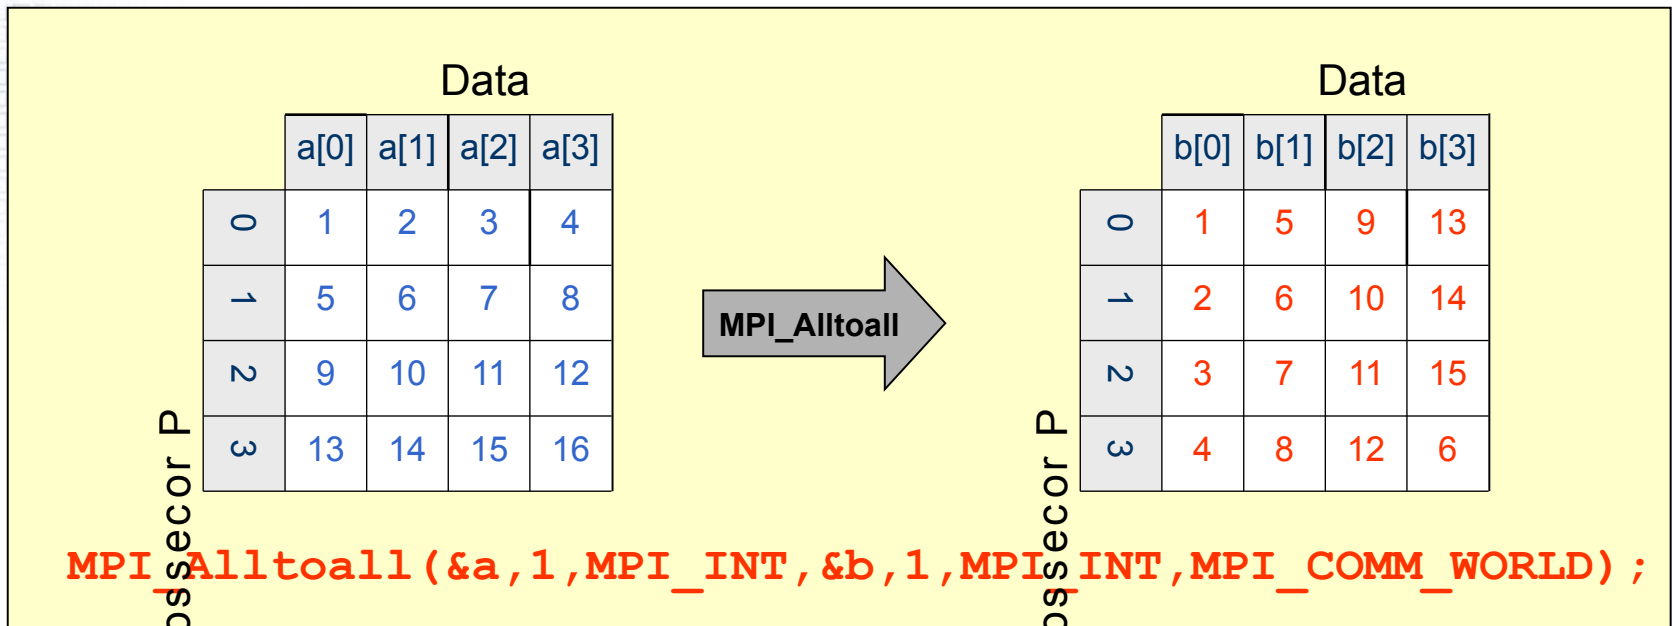 Data
a[0] a[1] a[2] a[3]
0 1 2 3 4
1 5 6 7 8
2 9 10 11 12
3 13 14 15 16
ossecor P
MPI_Alltoall
Data
b[0] b[1] b[2] b[3]
0 1 5 9 13
1 2 6 10 14
2 3 7 11 15
3 4 8 12 6
ossecor P
MPI_Alltoall(&a,1,MPI_INT,&b,1,MPI_INT,MPI_COMM_WORLD);